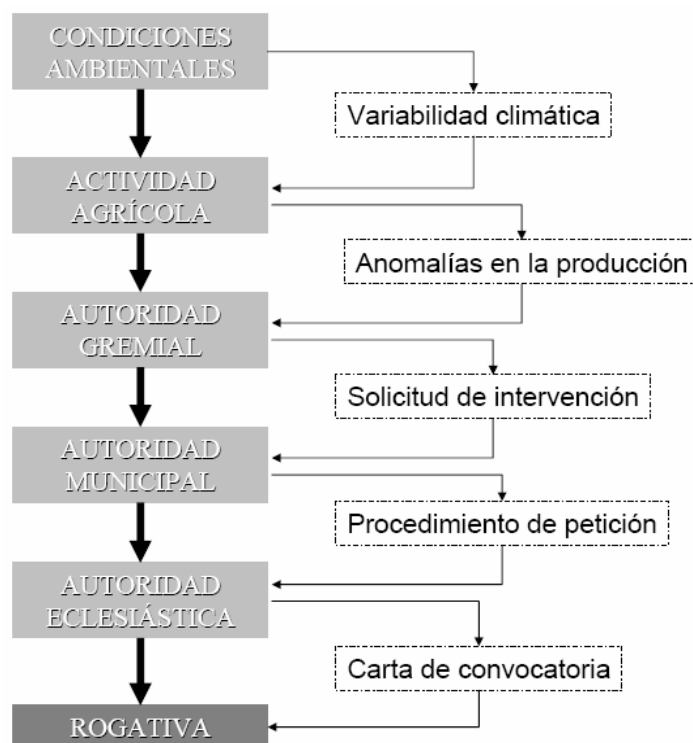 CONDICIONES
AMBIENTALES
Variabilidad climática
ACTIVIDAD
AGRÍCOLA
Anomalías en la producción
AUTORIDAD
GREMIAL
Solicitud de intervención
AUTORIDAD
MUNICIPAL
Procedimiento de petición
AUTORIDAD
ECLESIÁSTICA
Carta de convocatoria
ROGATIVA